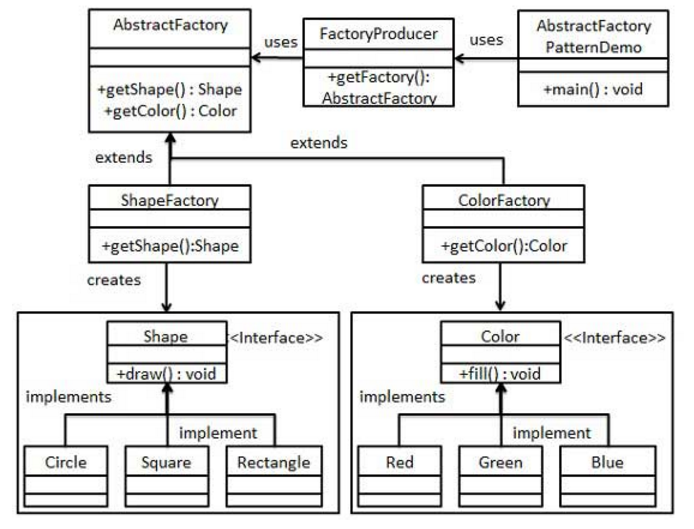 AbstractFactory
+getShape() : Shape
+getColor() : Color
uses
FactoryProducer
+getFactory():
AbstractFactory
uses
AbstractFactory
PatternDemo
+main() : void
extends
extends
ShapeFactory
+getShape():Shape
ColorFactory
+getColor():Color
creates
creates
Shape
<<Interface>>
+draw() : void
implements
implement
Circle
Square
Rectangle
Color
<<Interface>>
+fill() : void
implements
implement
Red
Green
Blue